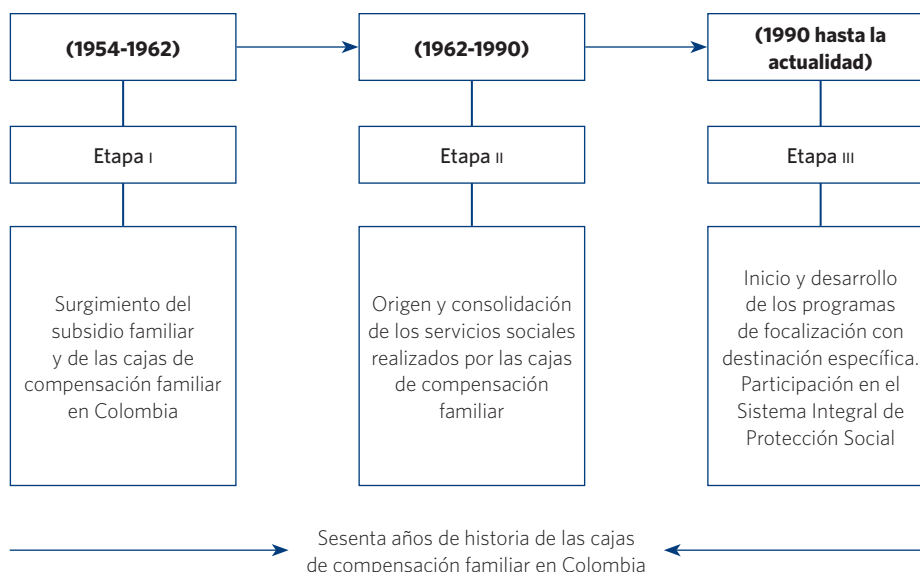 (1954-1962)
(1962-1990)
(1990 hasta la
actualidad)
Etapa I
Etapa II
Etapa III
Surgimiento del
subsidio familiar
y de las cajas de
compensación familiar
en Colombia
Origen y consolidación
de los servicios sociales
realizados por las cajas
de compensación
familiar
Inicio y desarrollo
de los programas
de focalización con
destinación específica.
Participación en el
Sistema Integral de
Protección Social
Sesenta años de historia de las cajas
de compensación familiar en Colombia